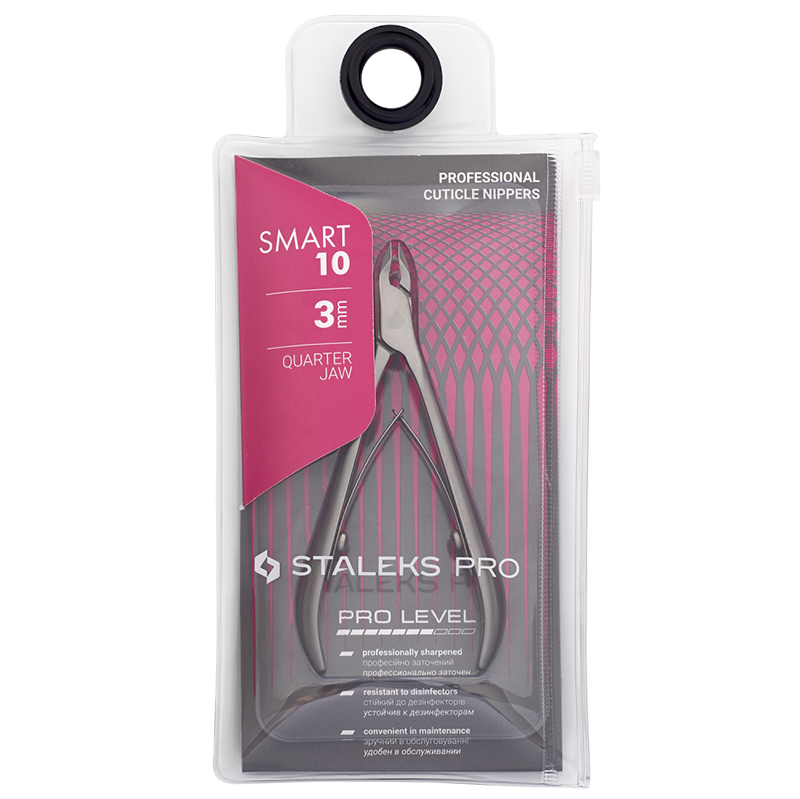 PROFESSIONAL
CUTICLE NIPPERS
SMART
10
3 mm
QUARTER
JAW
STALEKS PRO
PRO LEVEL
professionally sharpened
професійно заточений
профессионально заточен
resistant to disinfectors
стійкий до дезінфекторів
устойчив к дезинфекторам
convenient in maintenance
зручний в обслуговуванні
удобен в обслуживании